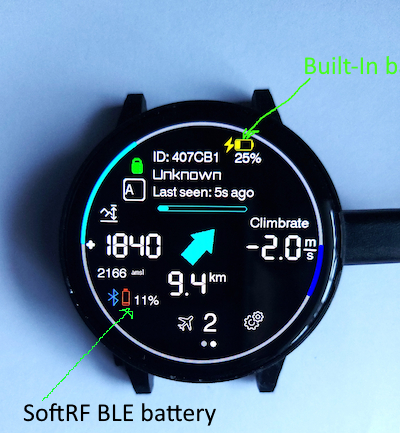 Built-In b
ID: 407CB1
25%
Unknown
A
Last seen: 5s ago
Climbrate
+1840
-2.0 m/s
2166 amsl
9.4 km
11%
2
SoftRF BLE battery